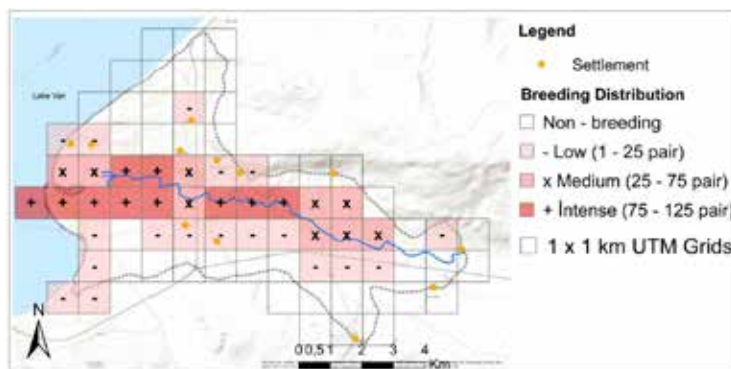 Lake Van
- - -
x x + + x - -
+ + + + + x + + + x x
- - - - - x x x -
- - - -
- -
N
0 0,5 1 2 3 4
Km
Legend
Settlement
Breeding Distribution
Non - breeding
- Low (1 - 25 pair)
x Medium (25 - 75 pair)
+ İntense (75 - 125 pair)
1 x 1 km UTM Grids